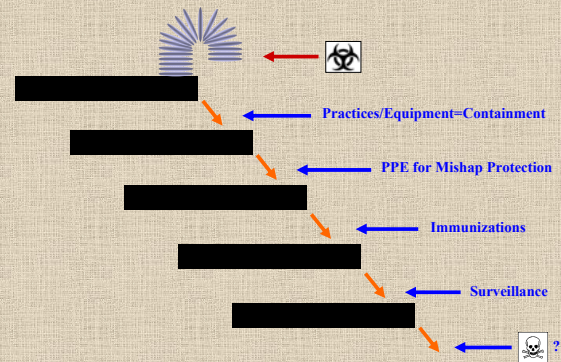 Practices/Equipment=Containment
PPE for Mishap Protection
Immunizations
Surveillance
?